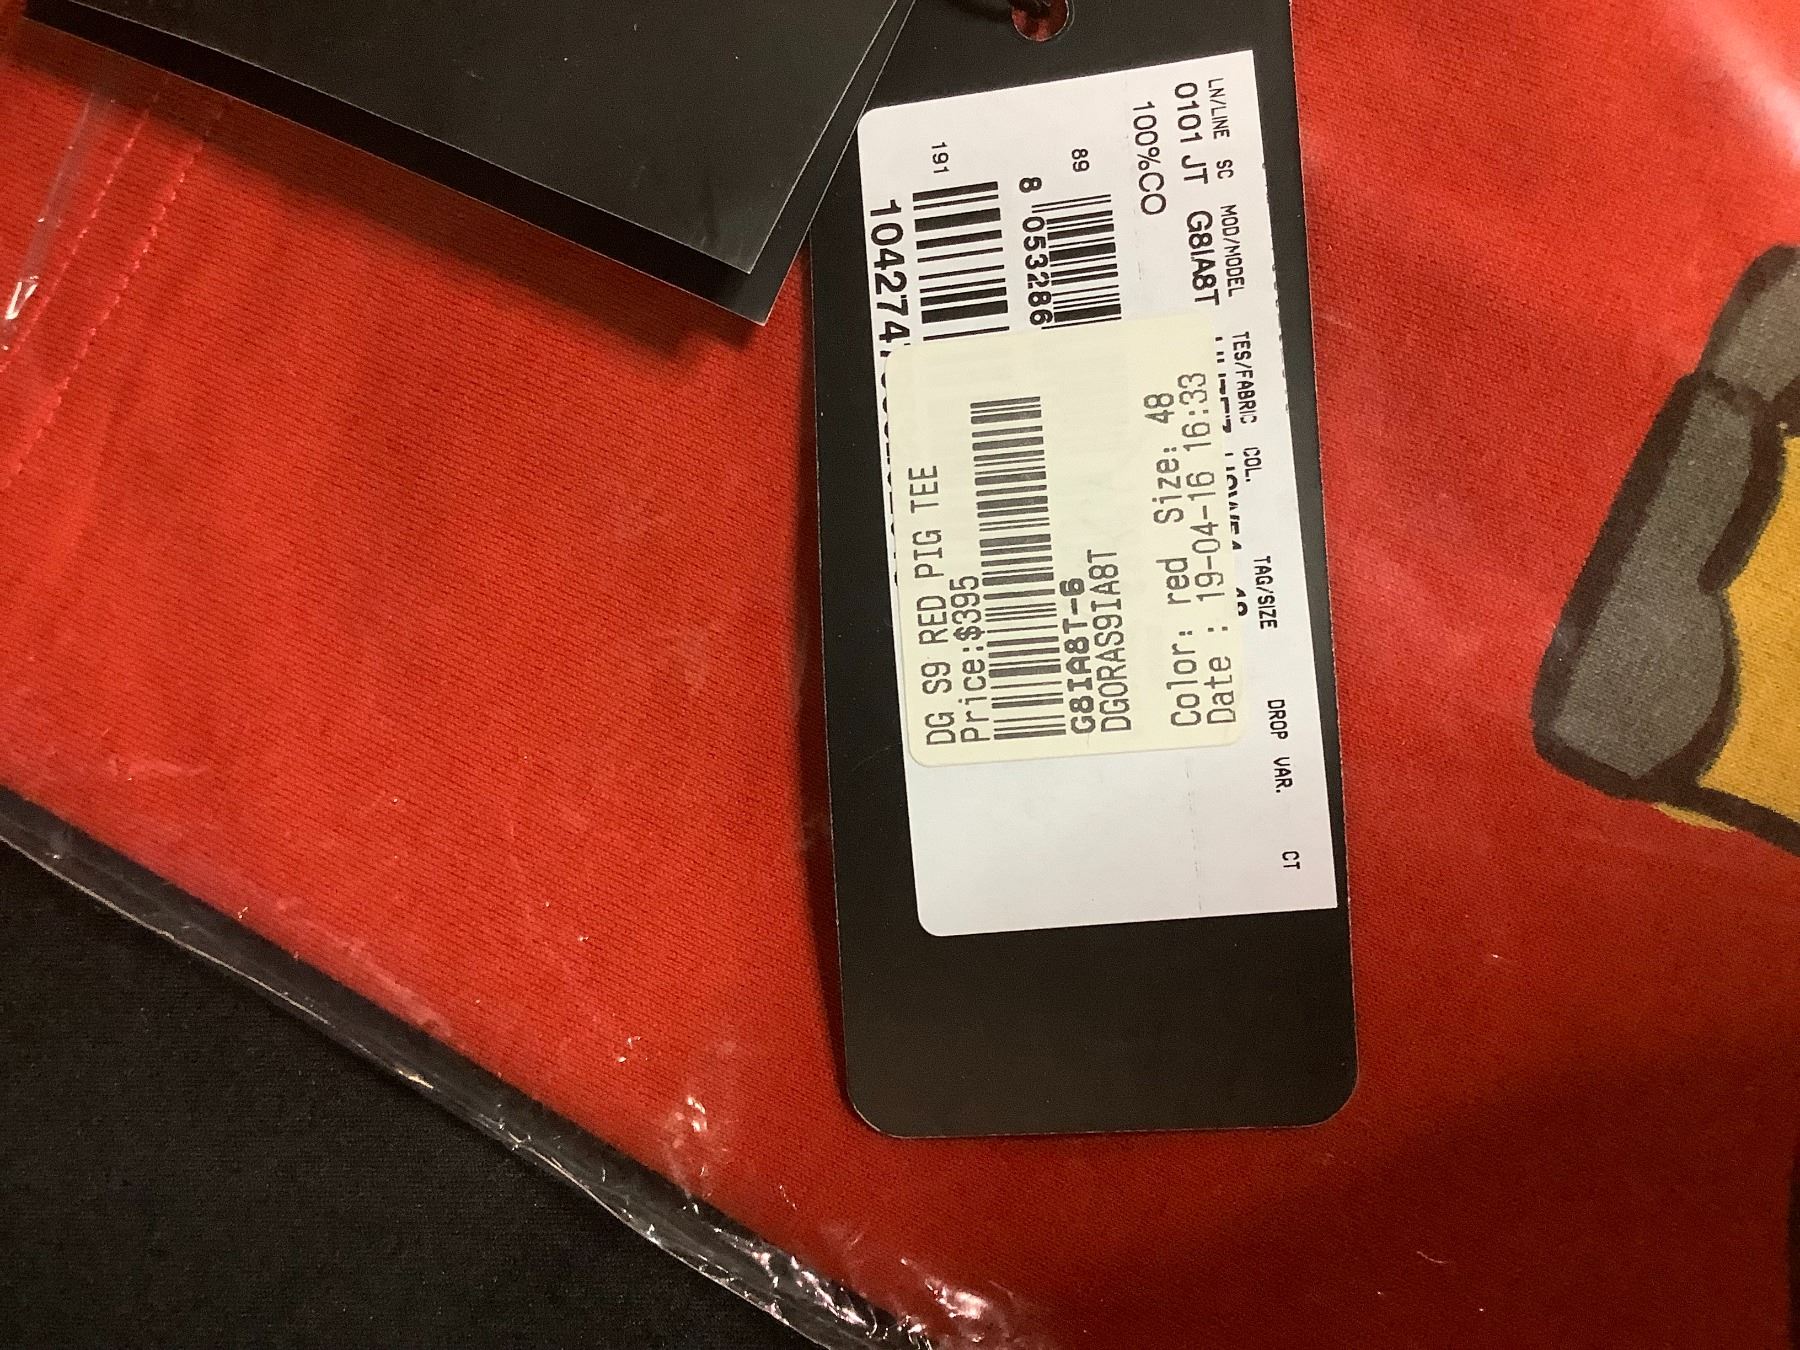 LN/LINE SC MOD/MODEL TES/FABRIC COL. TAG/SIZE DROP VAR. CT
0101 JT G8IA8T
100%CO
89
8 053286
191
104274
DG S9 RED PIG TEE
Price:$395
G8IA8T-6
DGORAS9IA8T
Color: red Size: 48
Date : 19-04-16 16:33